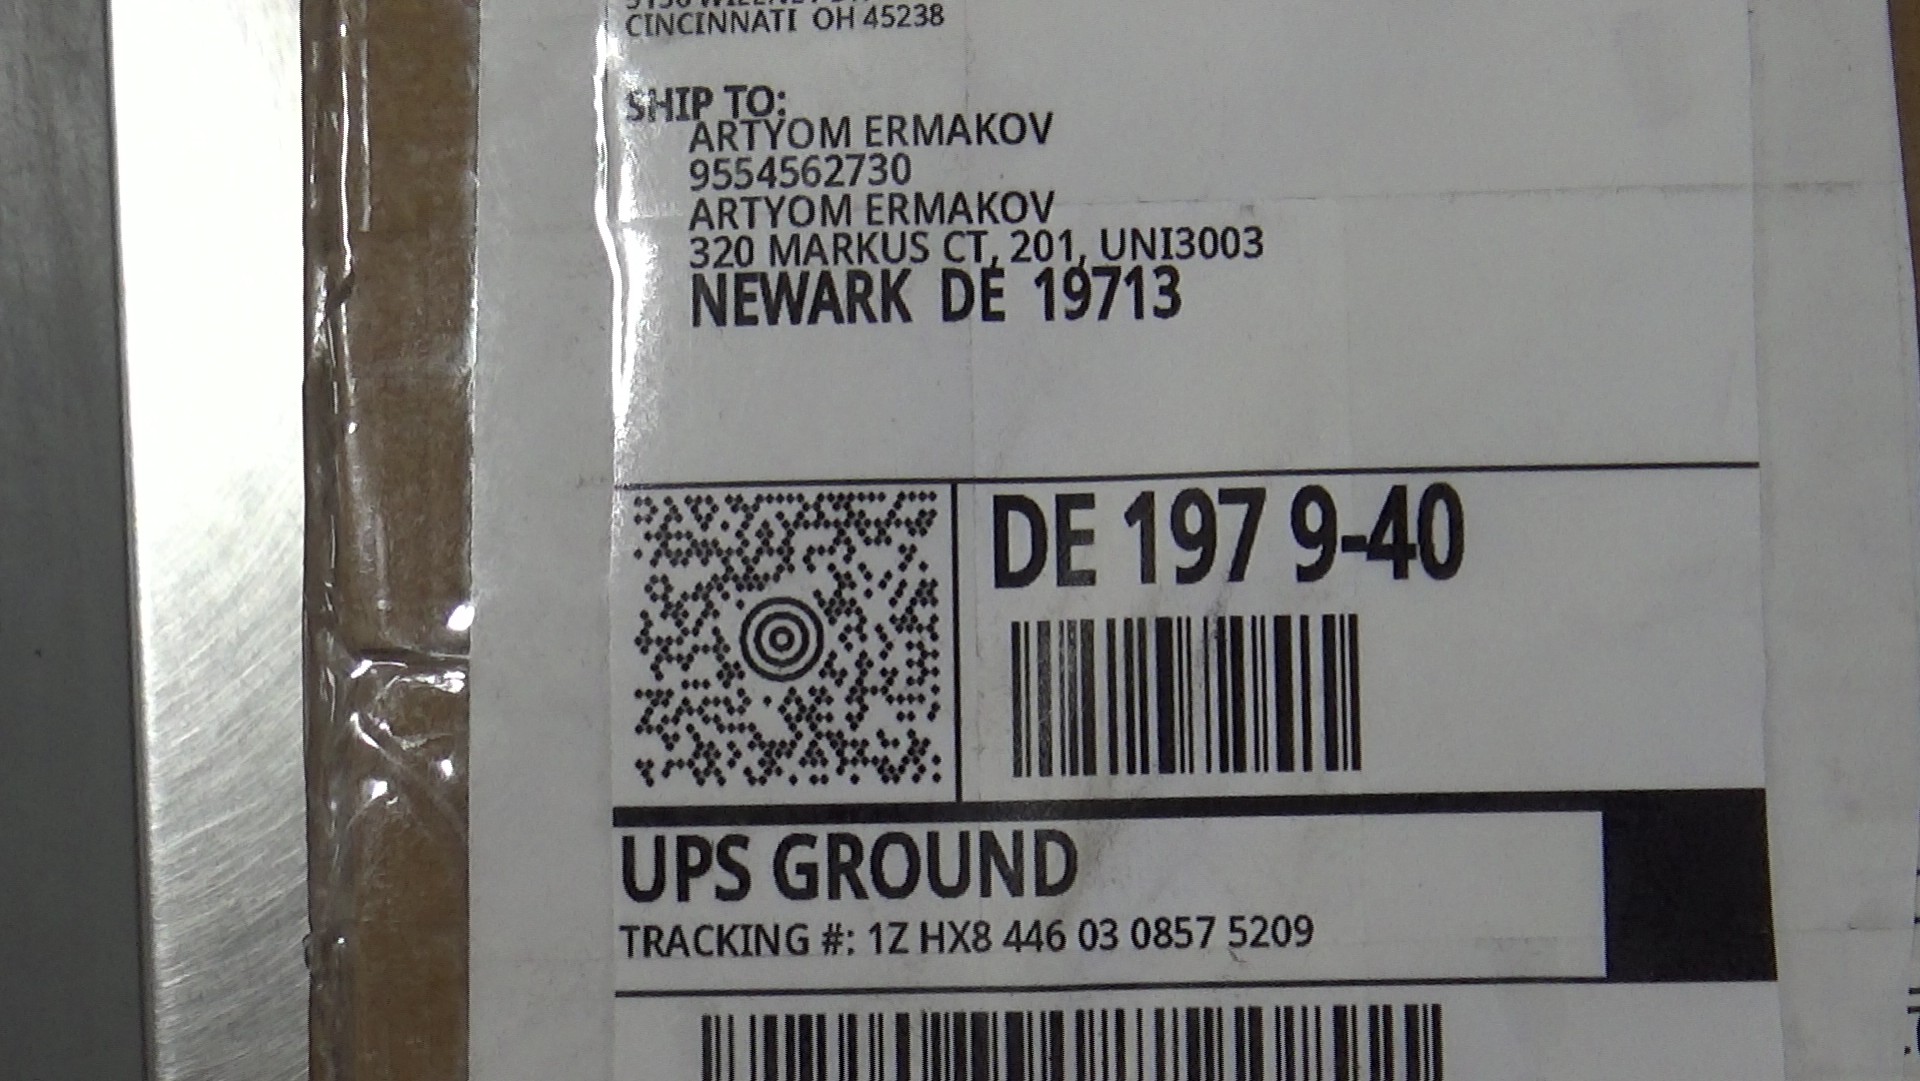 CINCINNATI OH 45238
SHIP TO:
ARTYOM ERMAKOV
9554562730
ARTYOM ERMAKOV
320 MARKUS CT, 201, UNI3003
NEWARK DE 19713
DE 197 9-40
UPS GROUND
TRACKING #: 1Z HX8 446 03 0857 5209